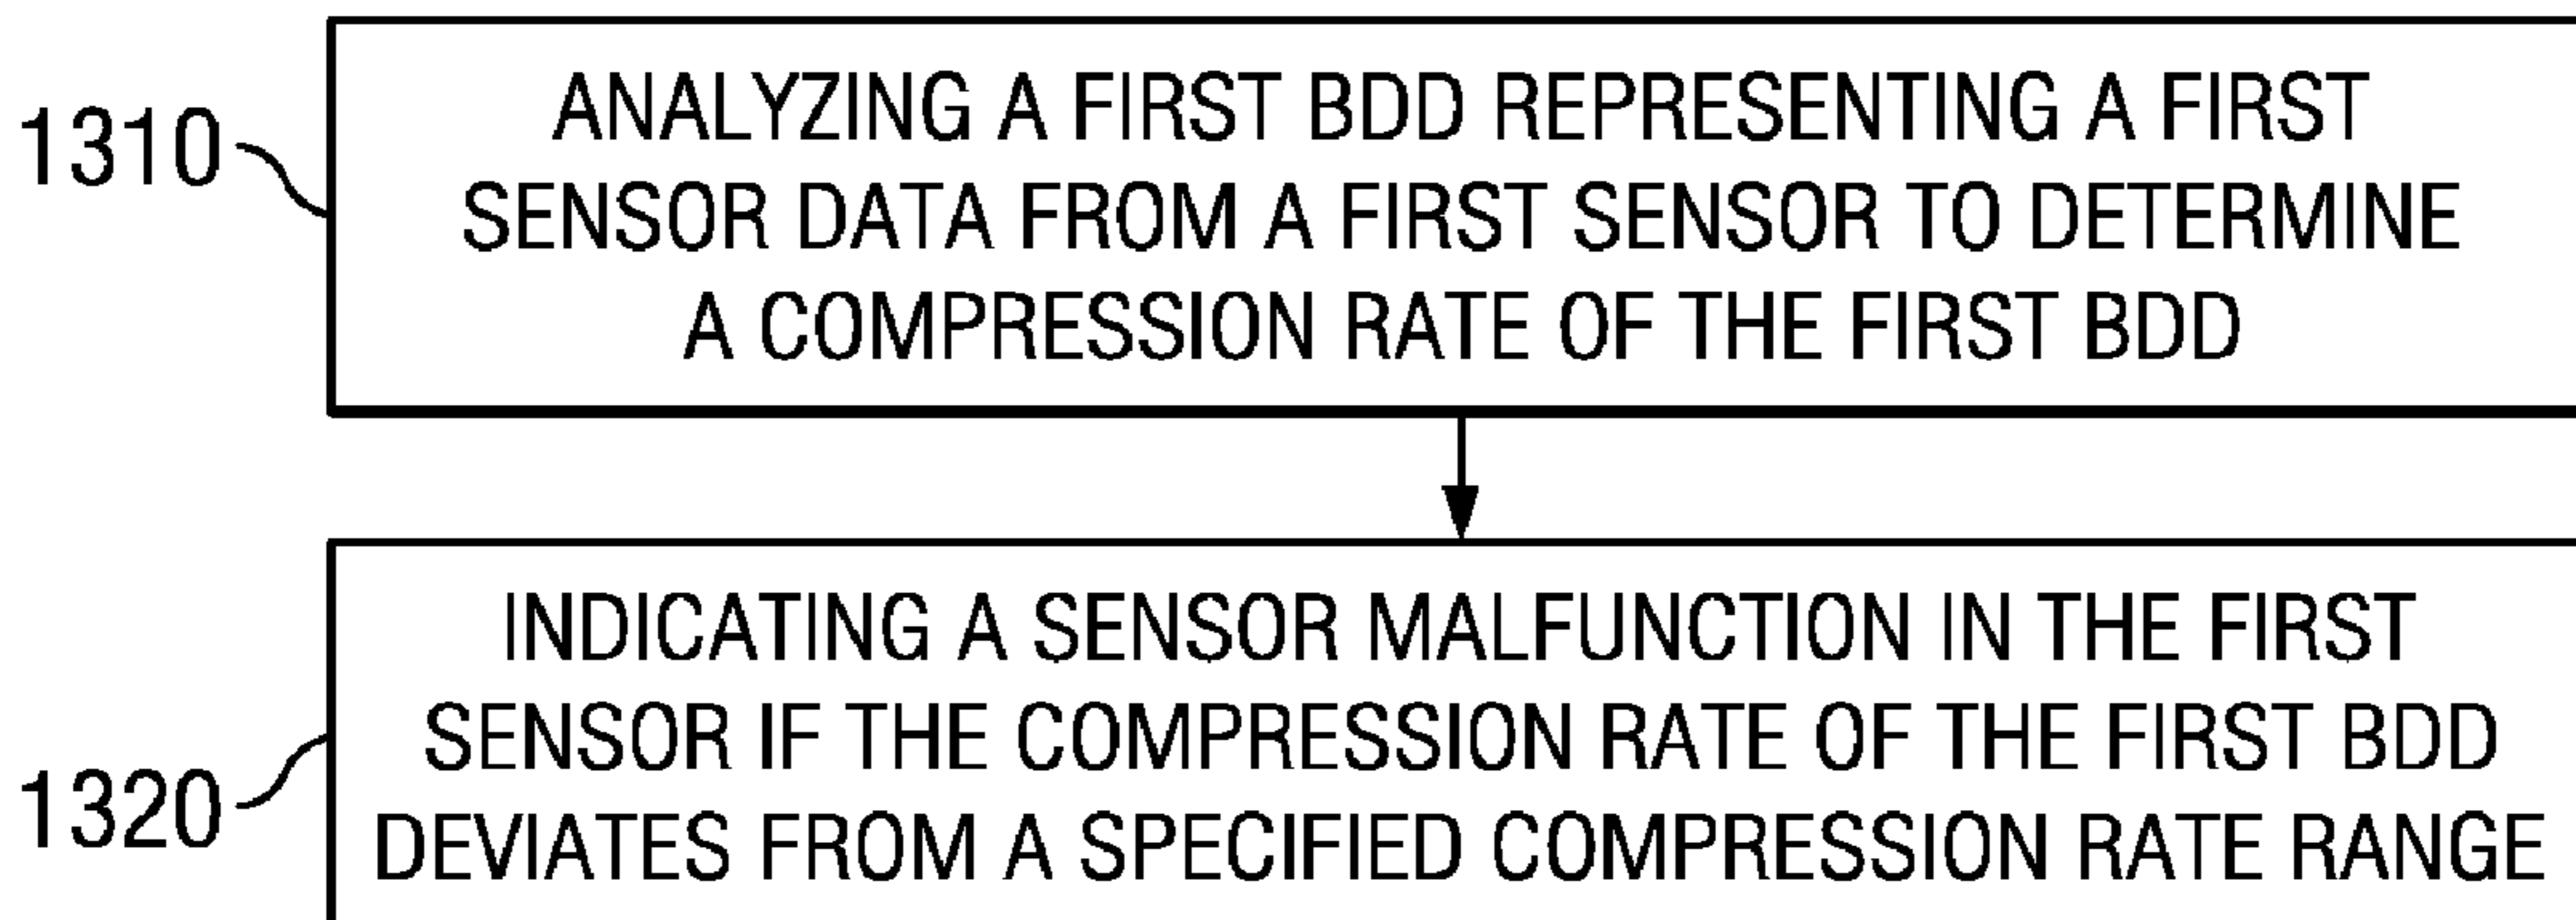 1310
ANALYZING A FIRST BDD REPRESENTING A FIRST
SENSOR DATA FROM A FIRST SENSOR TO DETERMINE
A COMPRESSION RATE OF THE FIRST BDD
1320
INDICATING A SENSOR MALFUNCTION IN THE FIRST
SENSOR IF THE COMPRESSION RATE OF THE FIRST BDD
DEVIATES FROM A SPECIFIED COMPRESSION RATE RANGE